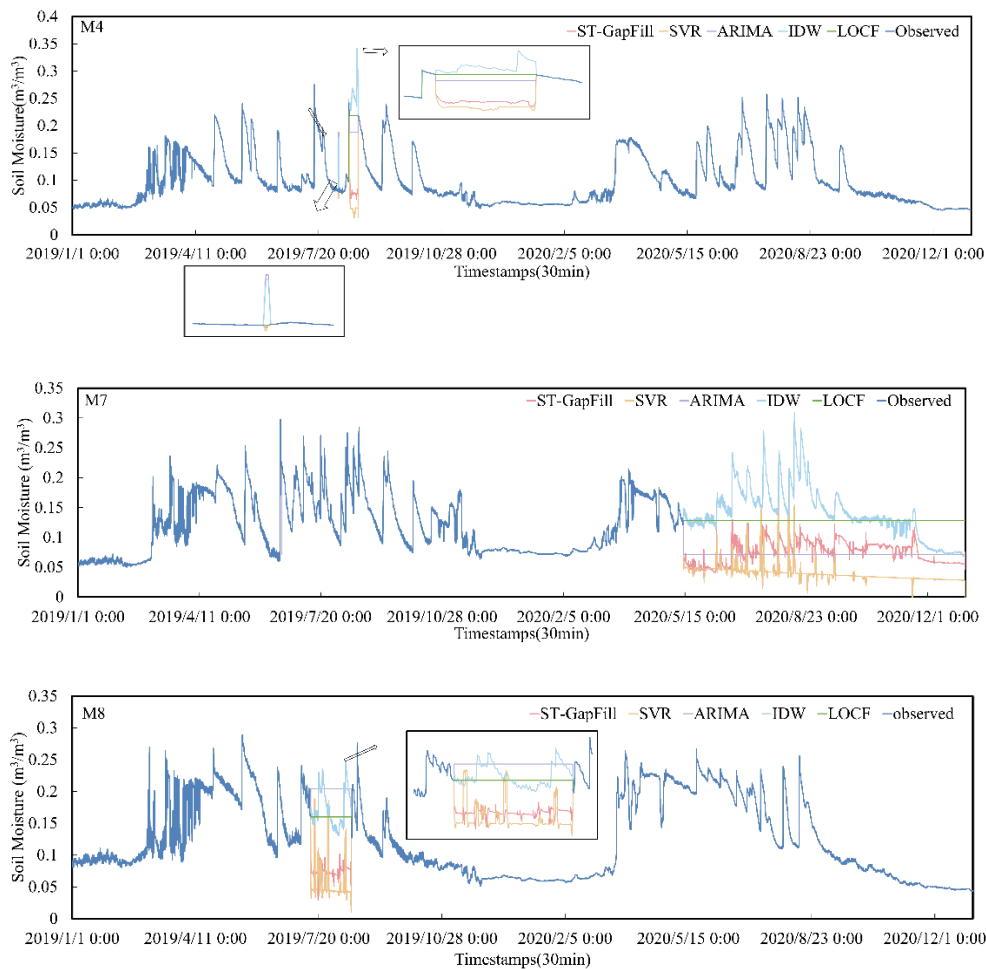 M4
ST-GapFill SVR ARIMA IDW LOCF Observed
Soil Moisture(m³/m³)
0.4
0.35
0.3
0.25
0.2
0.15
0.1
0.05
0
2019/1/1 0:00 2019/4/11 0:00 2019/7/20 0:00 2019/10/28 0:00 2020/2/5 0:00 2020/5/15 0:00 2020/8/23 0:00 2020/12/1 0:00
Timestamps(30min)
M7
ST-GapFill SVR ARIMA IDW LOCF Observed
Soil Moisture (m³/m³)
0.35
0.3
0.25
0.2
0.15
0.1
0.05
0
2019/1/1 0:00 2019/4/11 0:00 2019/7/20 0:00 2019/10/28 0:00 2020/2/5 0:00 2020/5/15 0:00 2020/8/23 0:00 2020/12/1 0:00
Timestamps(30min)
M8
ST-GapFill SVR ARIMA IDW LOCF observed
Soil Moisture (m³/m³)
0.35
0.3
0.25
0.2
0.15
0.1
0.05
0
2019/1/1 0:00 2019/4/11 0:00 2019/7/20 0:00 2019/10/28 0:00 2020/2/5 0:00 2020/5/15 0:00 2020/8/23 0:00 2020/12/1 0:00
Timestamps(30min)